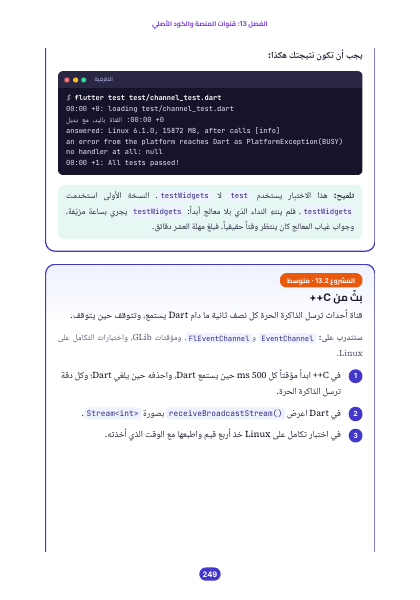 الفصل 13: قنوات المنصة والكود الأصلي
يجب أن تكون نتيجتك هكذا:
الطرفية
$ flutter test test/channel_test.dart
00:00 +0: loading test/channel_test.dart
00:00 +0: القناة باليد، مع بديل
answered: Linux 6.1.0, 15872 MB, after calls [info]
an error from the platform reaches Dart as PlatformException(BUSY)
no handler at all: null
00:00 +1: All tests passed!
تلميح: هذا الاختبار يستخدم test لا testWidgets. النسخة الأولى استخدمت
testWidgets، فلم ينتهِ النداء الذي بلا معالج أبداً: testWidgets يجري بساعة مزيّفة،
وجواب غياب المعالج كان ينتظر وقتاً حقيقياً. فبلغ مهلة العشر دقائق.
المشروع 13.2 · متوسط
بثٌّ من C++
قناة أحداث ترسل الذاكرة الحرة كل نصف ثانية ما دام Dart يستمع، وتتوقف حين يتوقف.
ستتدرب على: EventChannel وFlEventChannel، ومؤقتات GLib، واختبارات التكامل على
Linux.
1 في C++ ابدأ مؤقتاً كل 500 ms حين يستمع Dart، واحذفه حين يلغي Dart؛ وكل دقة
ترسل الذاكرة الحرة.
2 في Dart اعرض receiveBroadcastStream() بصورة Stream<int>.
3 في اختبار تكامل على Linux خذ أربع قيم واطبعها مع الوقت الذي أخذته.
249